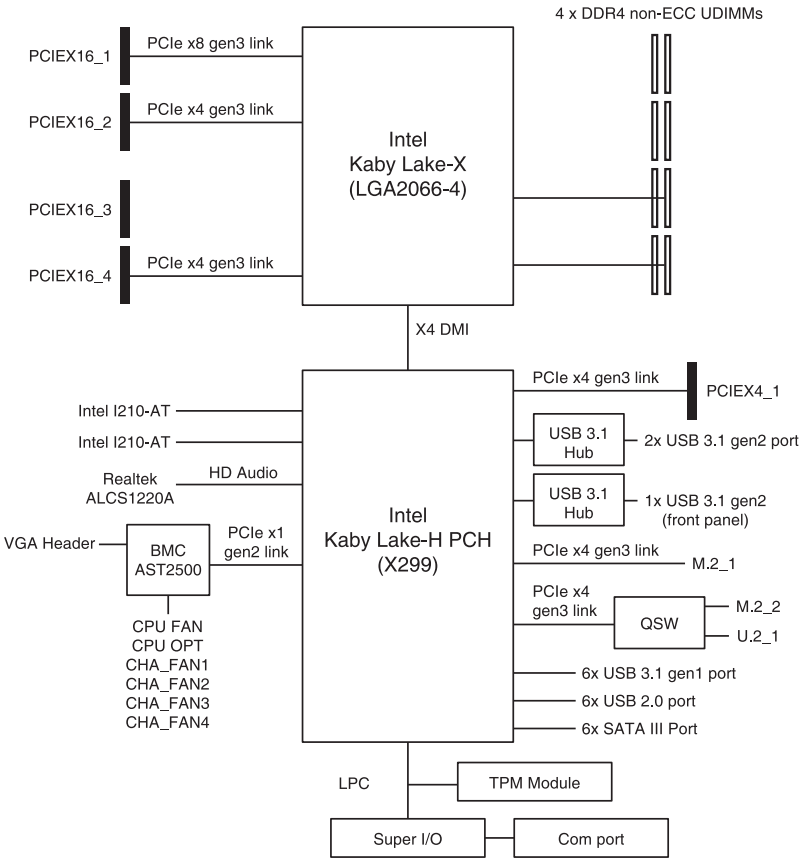 4 x DDR4 non-ECC UDIMMs
PCIEX16_1
PCIe x8 gen3 link
PCIEX16_2
PCIe x4 gen3 link
Intel
Kaby Lake-X
(LGA2066-4)
PCIEX16_3
PCIEX16_4
PCIe x4 gen3 link
X4 DMI
PCIe x4 gen3 link
PCIEX4_1
Intel I210-AT
Intel I210-AT
USB 3.1
Hub
2x USB 3.1 gen2 port
Realtek
ALCS1220A
HD Audio
USB 3.1
Hub
1x USB 3.1 gen2
(front panel)
Intel
Kaby Lake-H PCH
(X299)
VGA Header
BMC
AST2500
PCIe x1
gen2 link
PCIe x4 gen3 link
M.2_1
PCIe x4
gen3 link
QSW
M.2_2
U.2_1
CPU FAN
CPU OPT
CHA_FAN1
CHA_FAN2
CHA_FAN3
CHA_FAN4
6x USB 3.1 gen1 port
6x USB 2.0 port
6x SATA III Port
LPC
TPM Module
Super I/O
Com port